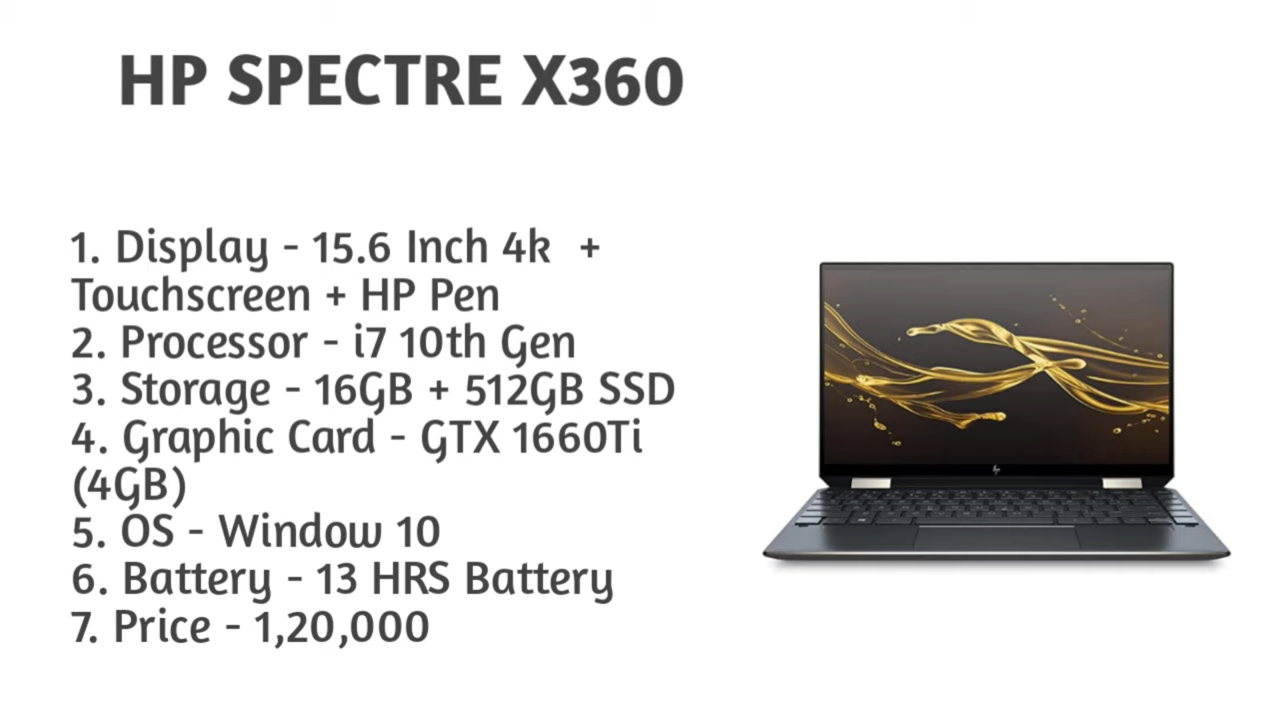 HP SPECTRE X360
1. Display - 15.6 Inch 4k +
Touchscreen + HP Pen
2. Processor - i7 10th Gen
3. Storage - 16GB + 512GB SSD
4. Graphic Card - GTX 1660Ti
(4GB)
5. OS - Window 10
6. Battery - 13 HRS Battery
7. Price - 1,20,000